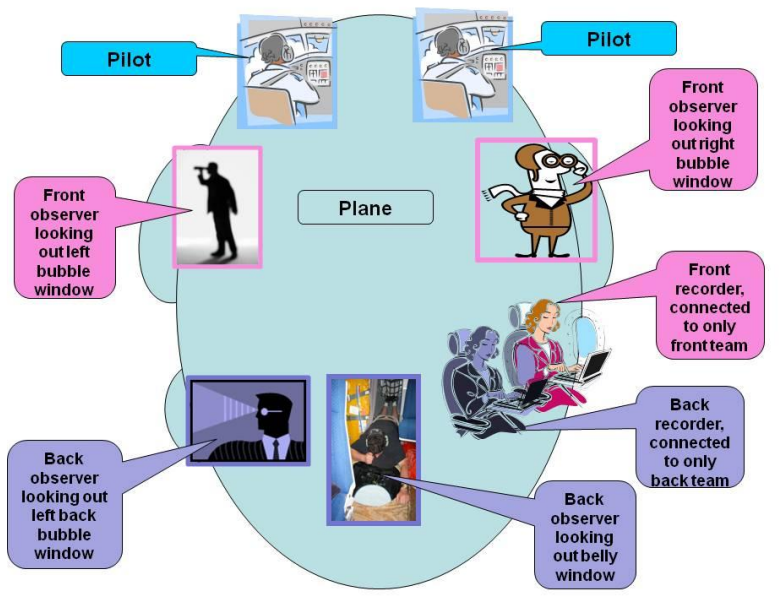 Pilot
Pilot
Front
observer
looking
out right
bubble
window
Front
observer
looking
out left
bubble
window
Plane
Front
recorder,
connected
to only
front team
Back
recorder,
connected
to only
back team
Back
observer
looking out
left back
bubble
window
Back
observer
looking
out belly
window